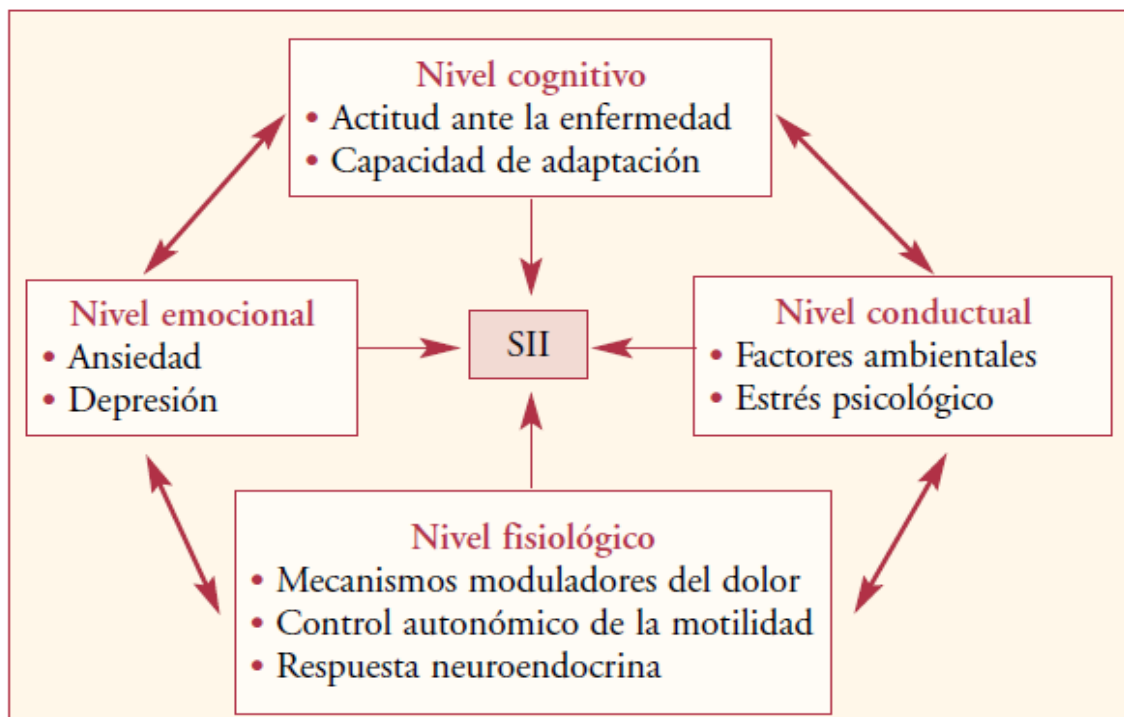 Nivel cognitivo
• Actitud ante la enfermedad
• Capacidad de adaptación
Nivel emocional
• Ansiedad
• Depresión
SII
Nivel conductual
• Factores ambientales
• Estrés psicológico
Nivel fisiológico
• Mecanismos moduladores del dolor
• Control autonómico de la motilidad
• Respuesta neuroendocrina